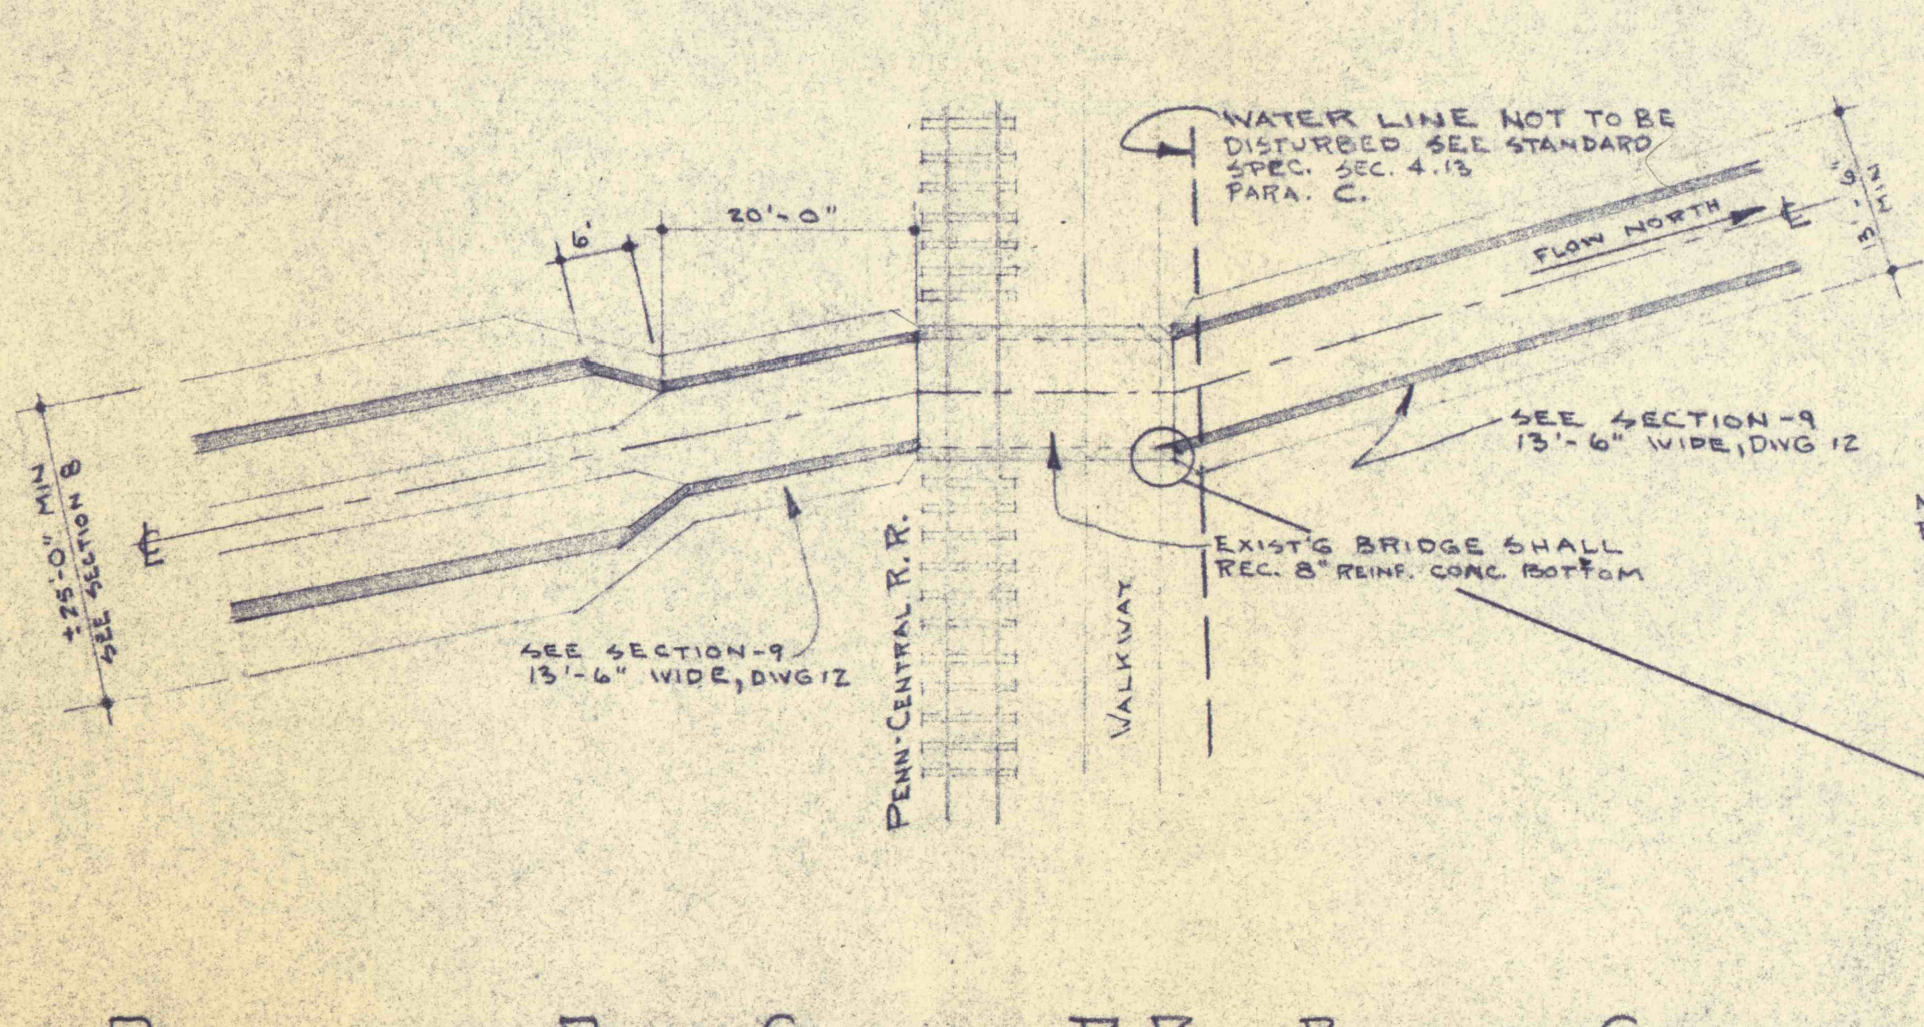 WATER LINE NOT TO BE
DISTURBED SEE STANDARD
SPEC. SEC. 4.13
PARA. C.
20'-0"
6'
FLOW NORTH
MIN
±25'-0" MIN
SEE SECTION 8
SEE SECTION-9
13'-6" WIDE, DWG 12
EXIST'G BRIDGE SHALL
REC. 8" REINF. CONC. BOTTOM
SEE SECTION-9
13'-6" WIDE, DWG 12
PENN-CENTRAL R.R.
WALKWAY